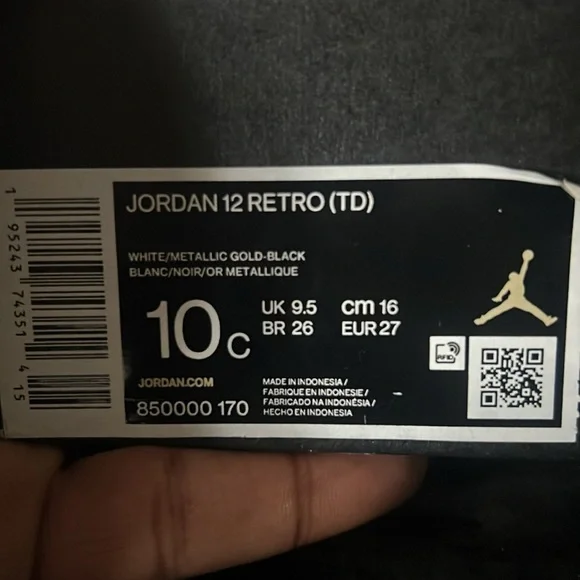 JORDAN 12 RETRO (TD)
WHITE/METALLIC GOLD-BLACK
BLANC/NOIR/OR METALLIQUE
10C
UK 9.5 cm 16
BR 26 EUR 27
JORDAN.COM
850000 170
MADE IN INDONESIA /
FABRIQUE EN INDONESIE /
FABRICADO NA INDONÉSIA /
HECHO EN INDONESIA
RFID
1 95243 74351 4 15